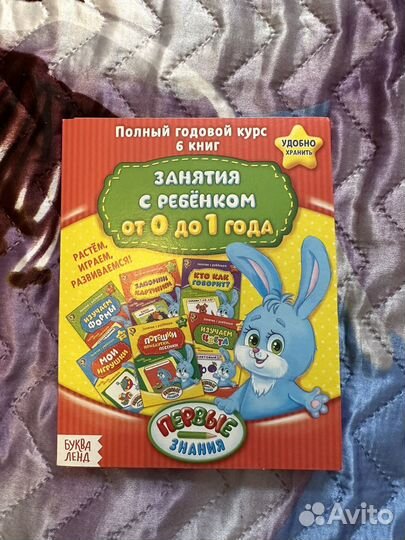 Полный годовой курс
6 книг
УДОБНО
ХРАНИТЬ
ЗАНЯТИЯ
С РЕБЁНКОМ
ОТ 0 ДО 1 ГОДА
РАСТЁМ,
ИГРАЕМ,
РАЗВИВАЕМСЯ!
ЗАПОМНИ
КАРТИНКИ
КТО КАК
ГОВОРИТ?
ИЗУЧАЕМ
ФОРМЫ
МОИ
ИГРУШКИ
ПОТЕШКИ
ПЕСЕНКИ
ИЗУЧАЕМ
ЦВЕТА
ПЕРВЫЕ
ЗНАНИЯ
БУКВА
ЛЕНД
Avito